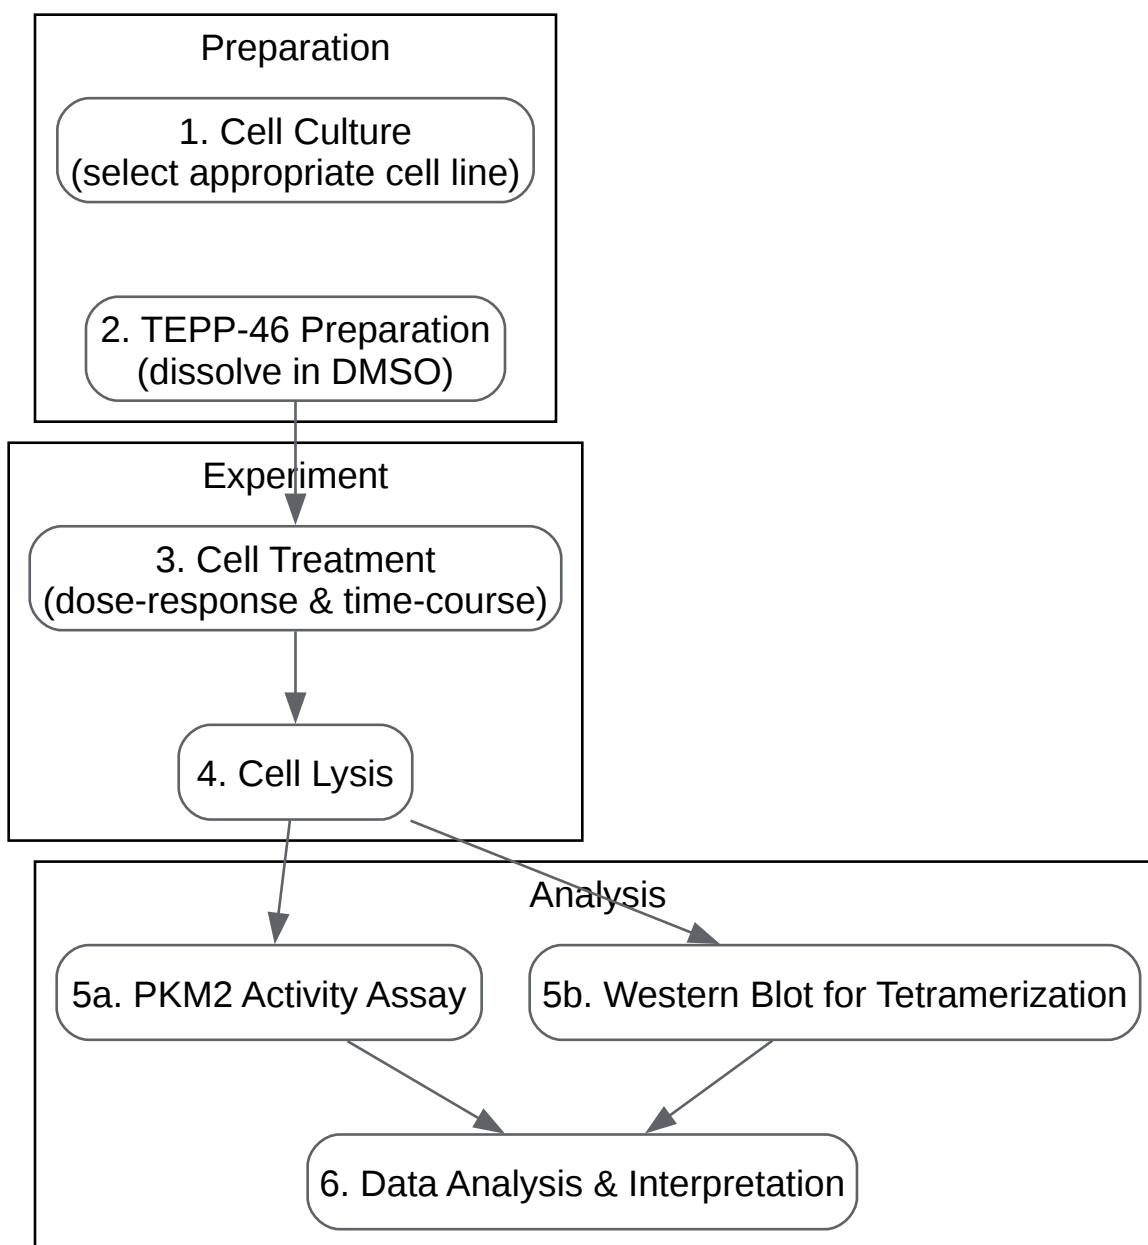 Preparation
1. Cell Culture
(select appropriate cell line)
2. TEPP-46 Preparation
(dissolve in DMSO)
Experiment
3. Cell Treatment
(dose-response & time-course)
4. Cell Lysis
Analysis
5a. PKM2 Activity Assay
5b. Western Blot for Tetramerization
6. Data Analysis & Interpretation